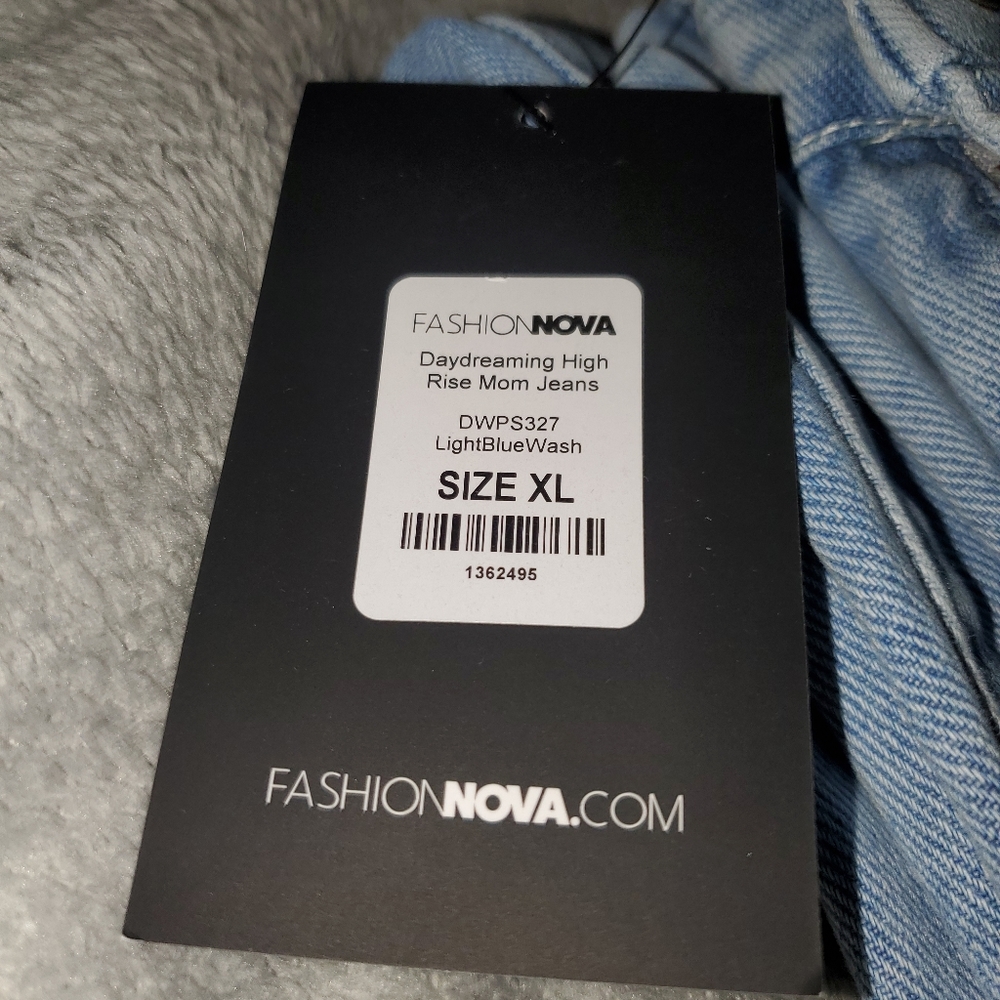 FASHIONNOVA
Daydreaming High
Rise Mom Jeans
DWPS327
LightBlueWash
SIZE XL
1362495
FASHIONNOVA.COM